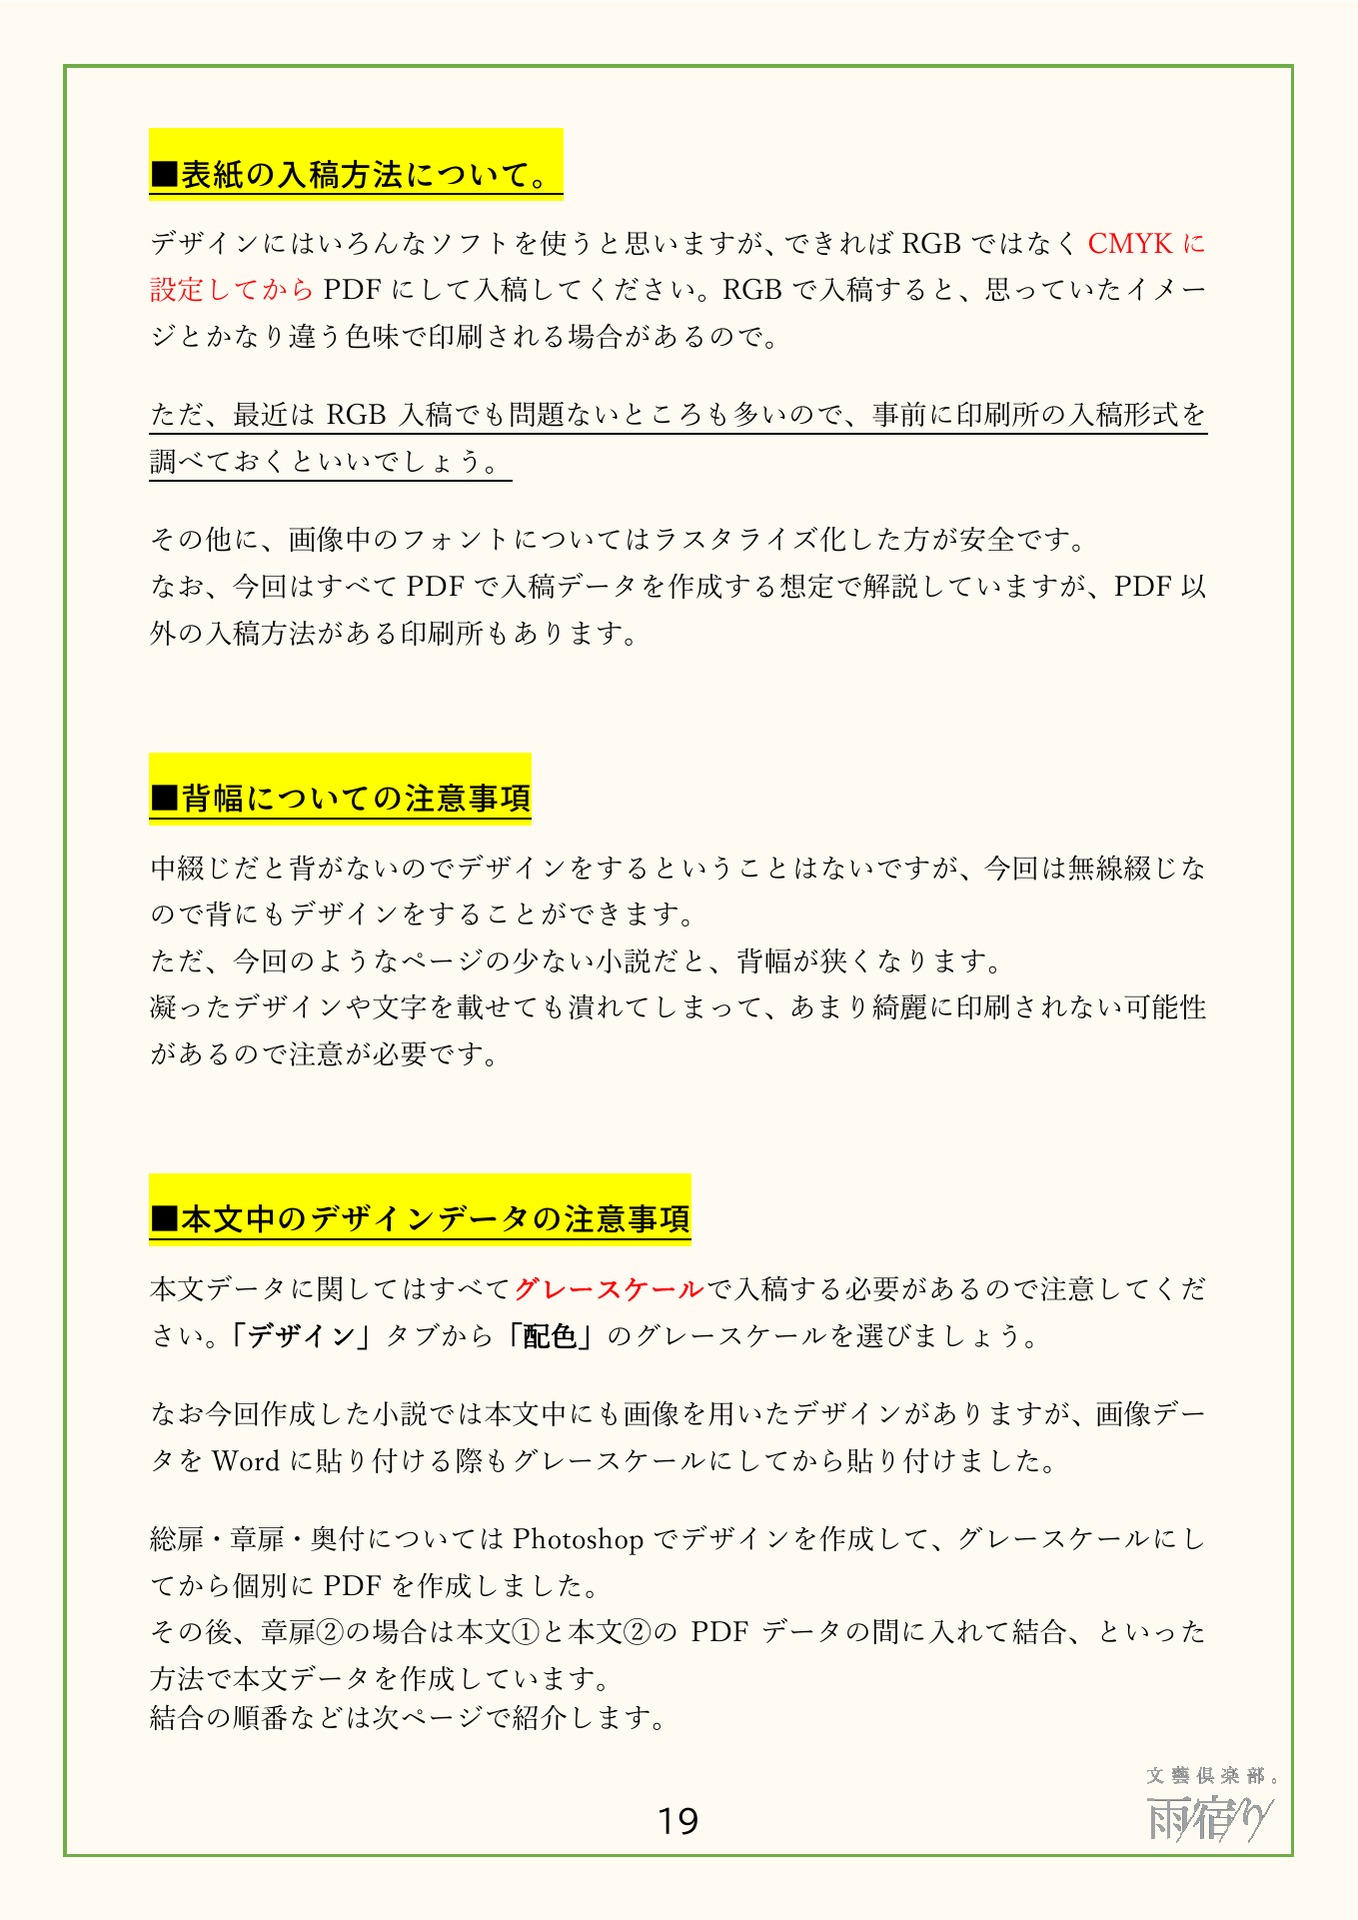 ■表紙の入稿方法について。
デザインにはいろんなソフトを使うと思いますが、できれば RGB ではなく CMYK に
設定してから PDF にして入稿してください。RGB で入稿すると、思っていたイメー
ジとかなり違う色味で印刷される場合があるので。
ただ、最近は RGB 入稿でも問題ないところも多いので、事前に印刷所の入稿形式を
調べておくといいでしょう。
その他に、画像中のフォントについてはラスタライズ化した方が安全です。
なお、今回はすべて PDF で入稿データを作成する想定で解説していますが、PDF 以
外の入稿方法がある印刷所もあります。
■背幅についての注意事項
中綴じだと背がないのでデザインをするということはないですが、今回は無線綴じな
ので背にもデザインをすることができます。
ただ、今回のようなページの少ない小説だと、背幅が狭くなります。
凝ったデザインや文字を載せても潰れてしまって、あまり綺麗に印刷されない可能性
があるので注意が必要です。
■本文中のデザインデータの注意事項
本文データに関してはすべてグレースケールで入稿する必要があるので注意してくだ
さい。「デザイン」タブから「配色」のグレースケールを選びましょう。
なお今回作成した小説では本文中にも画像を用いたデザインがありますが、画像デー
タを Word に貼り付ける際もグレースケールにしてから貼り付けました。
総扉・章扉・奥付については Photoshop でデザインを作成して、グレースケールにし
てから個別に PDF を作成しました。
その後、章扉②の場合は本文①と本文②の PDF データの間に入れて結合、といった
方法で本文データを作成しています。
結合の順番などは次ページで紹介します。
文藝倶楽部。
雨宿り
19